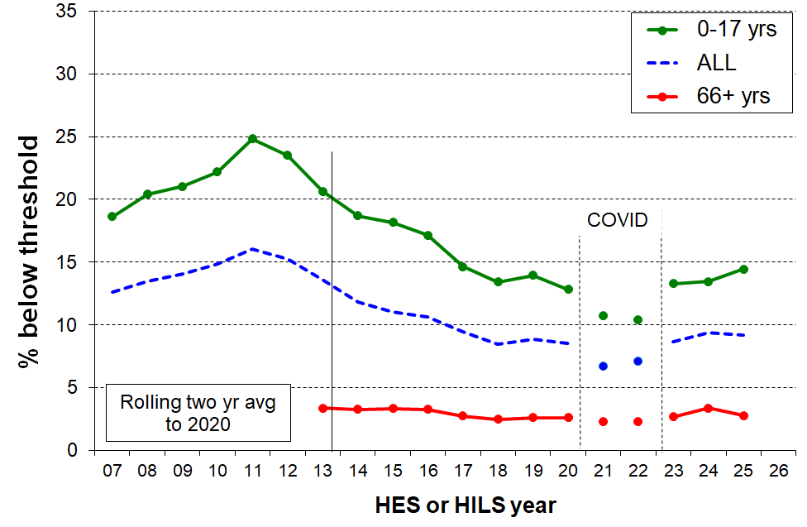 35
30
25
20
15
10
5
0
% below threshold
0-17 yrs
ALL
66+ yrs
COVID
Rolling two yr avg
to 2020
07 08 09 10 11 12 13 14 15 16 17 18 19 20 21 22 23 24 25 26
HES or HILS year